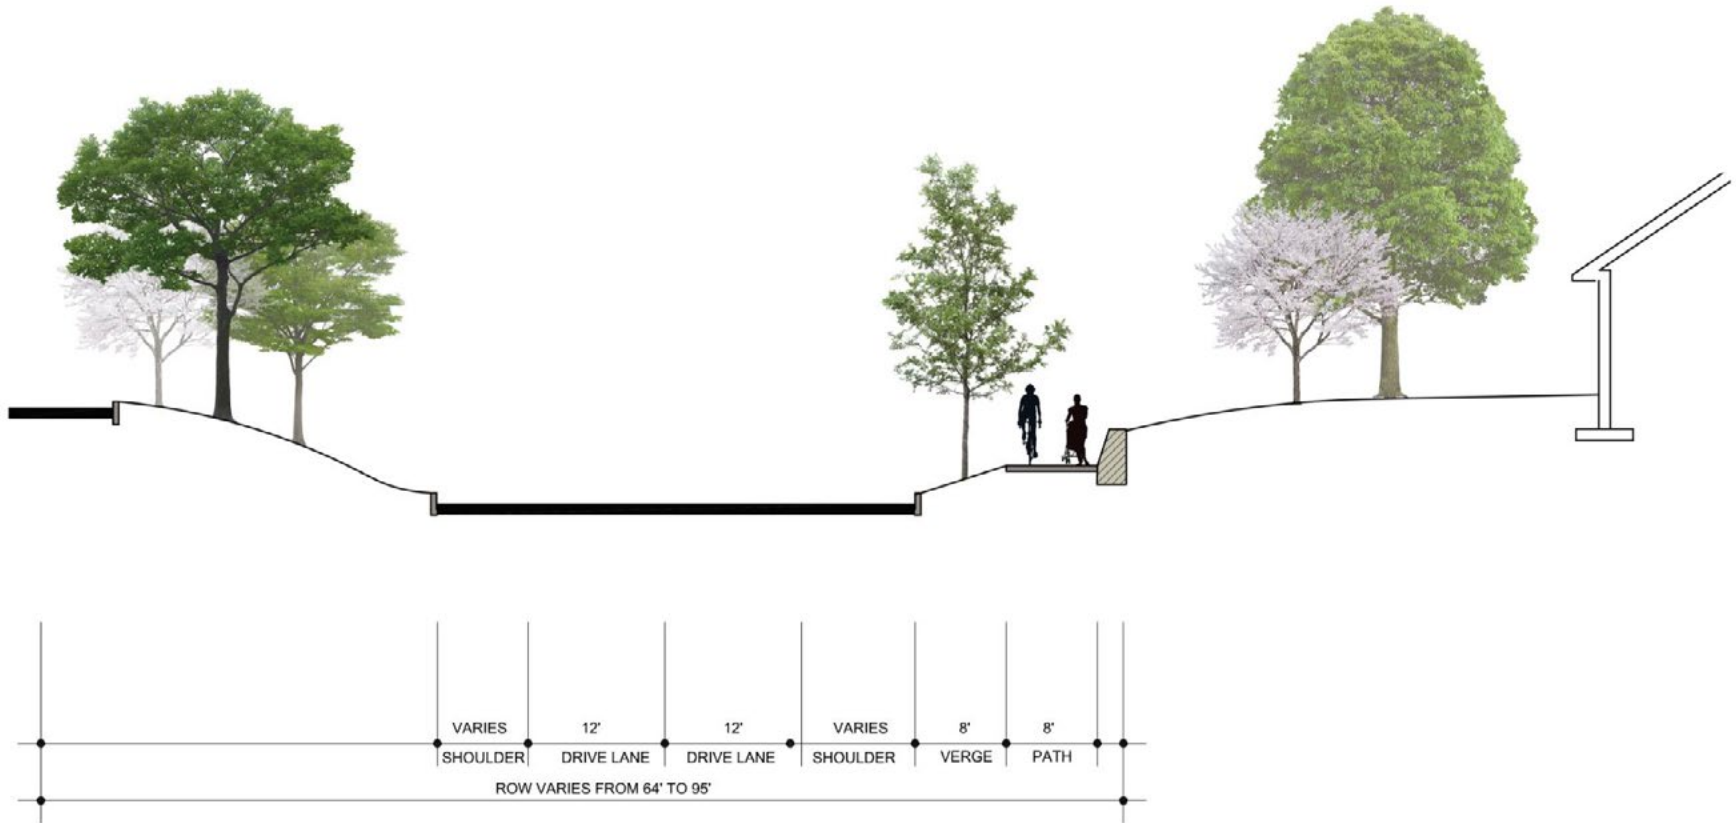 VARIES 12' 12' VARIES 8' 8'
SHOULDER DRIVE LANE DRIVE LANE SHOULDER VERGE PATH
ROW VARIES FROM 64' TO 95'